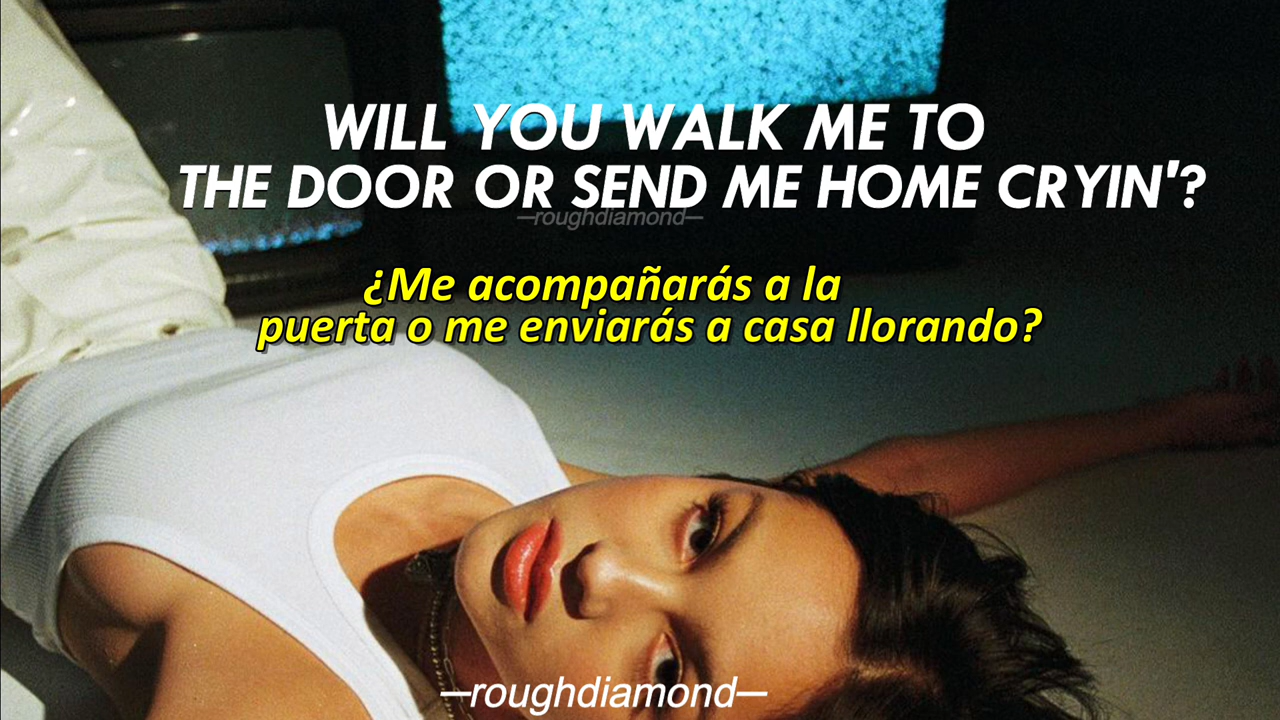 WILL YOU WALK ME TO
THE DOOR OR SEND ME HOME CRYIN'?
—roughdiamond—
¿Me acompañarás a la
puerta o me enviarás a casa llorando?
—roughdiamond—